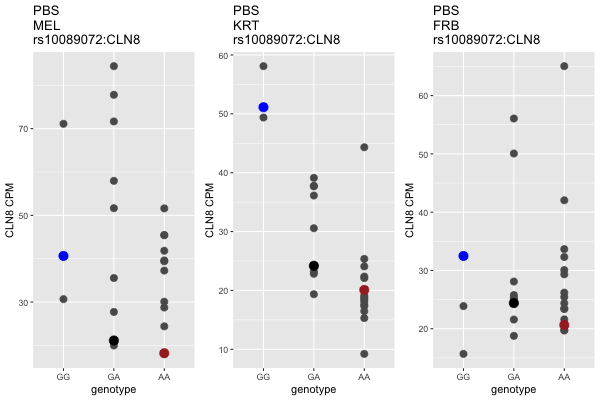 PBS
MEL
rs10089072:CLN8
CLN8 CPM
70
50
30
GG
GA
AA
genotype
PBS
KRT
rs10089072:CLN8
CLN8 CPM
60
50
40
30
20
10
GG
GA
AA
genotype
PBS
FRB
rs10089072:CLN8
CLN8 CPM
60
50
40
30
20
GG
GA
AA
genotype